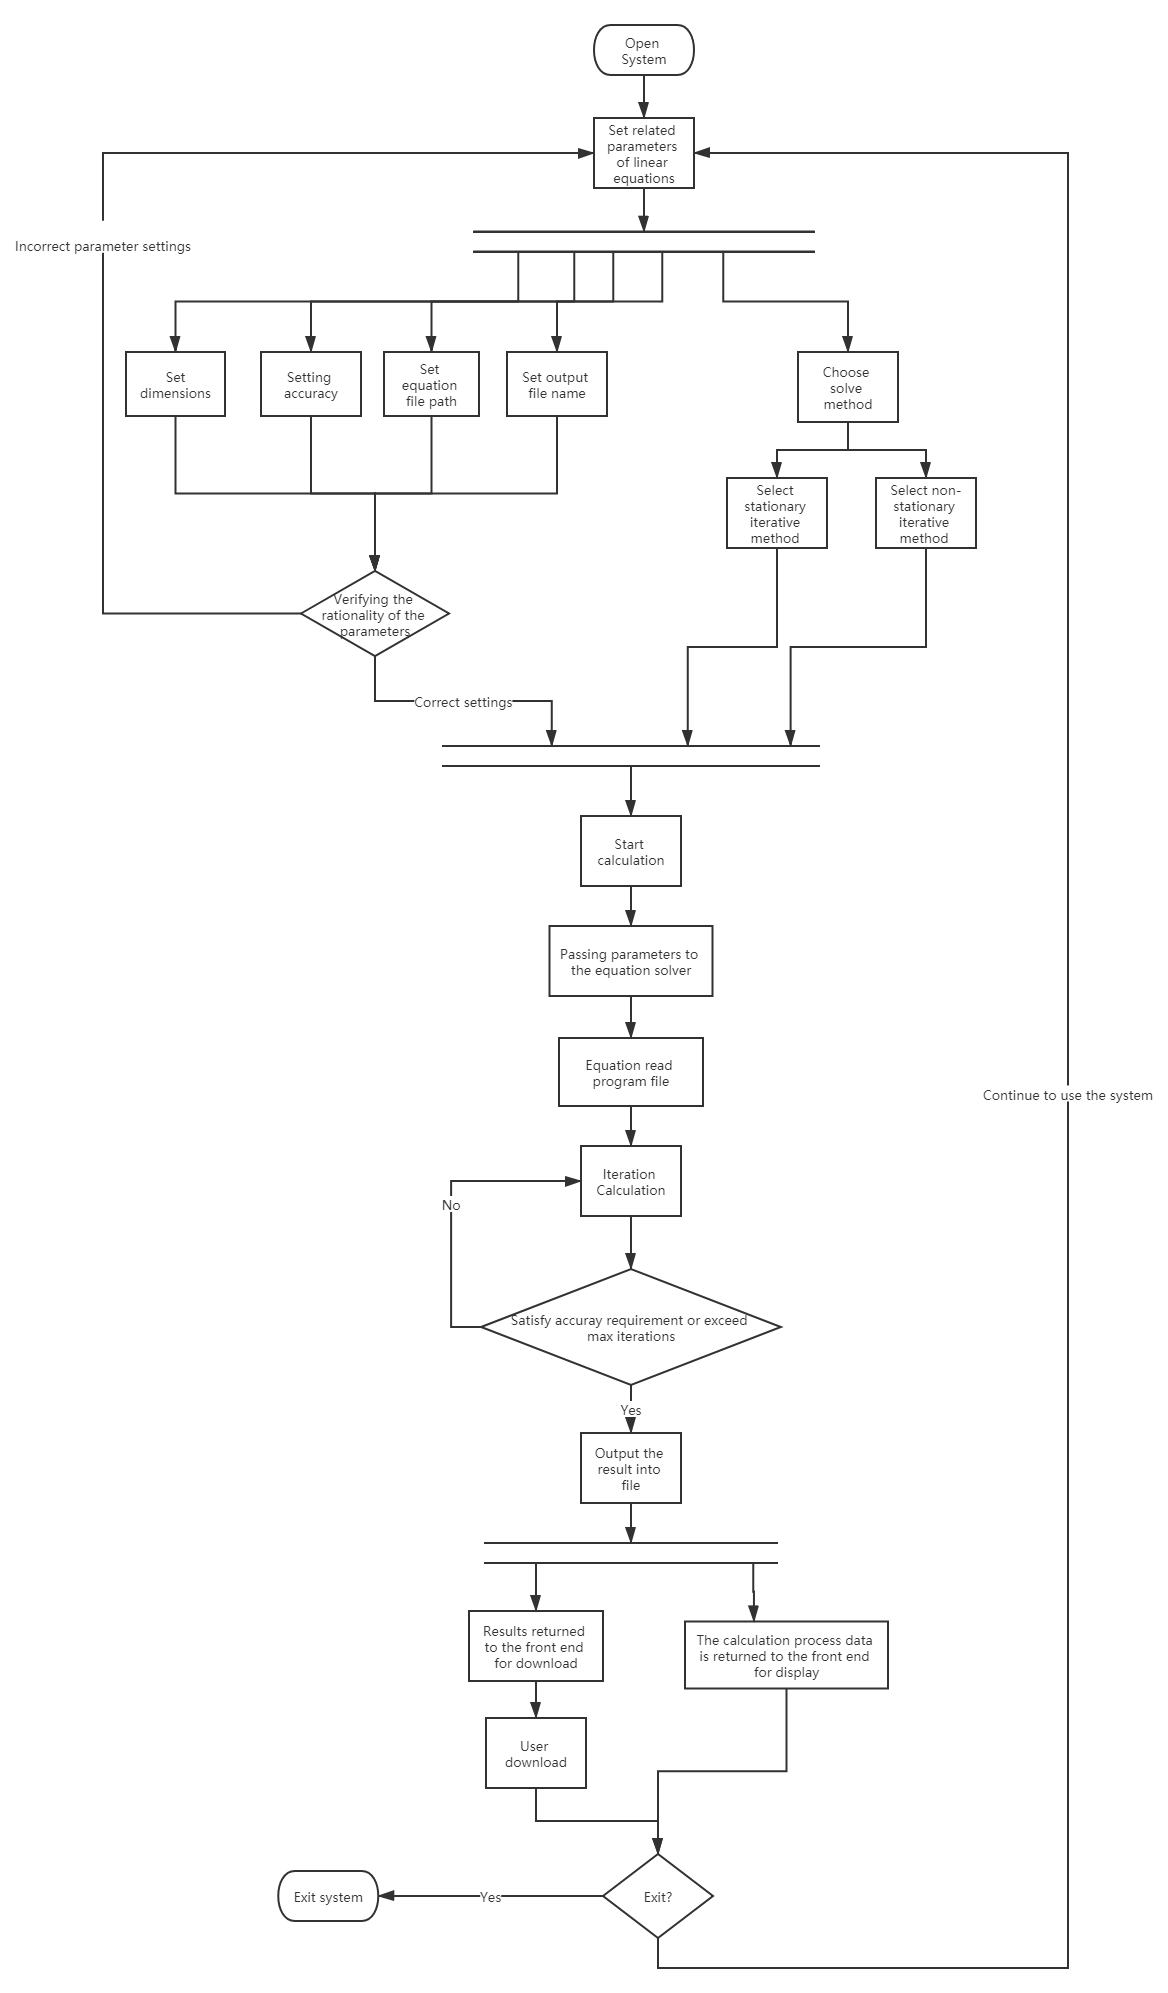 Open
System
Set related
parameters
of linear
equations
Incorrect parameter settings
Set
dimensions
Setting
accuracy
Set
equation
file path
Set output
file name
Choose
solve
method
Select
stationary
iterative
method
Select non-
stationary
iterative
method
Verifying the
rationality of the
parameters
Correct settings
Start
calculation
Passing parameters to
the equation solver
Equation read
program file
Continue to use the system
Iteration
Calculation
No
Satisfy accuray requirement or exceed
max iterations
Yes
Output the
result into
file
Results returned
to the front end
for download
The calculation process data
is returned to the front end
for display
User
download
Exit system
Yes
Exit?